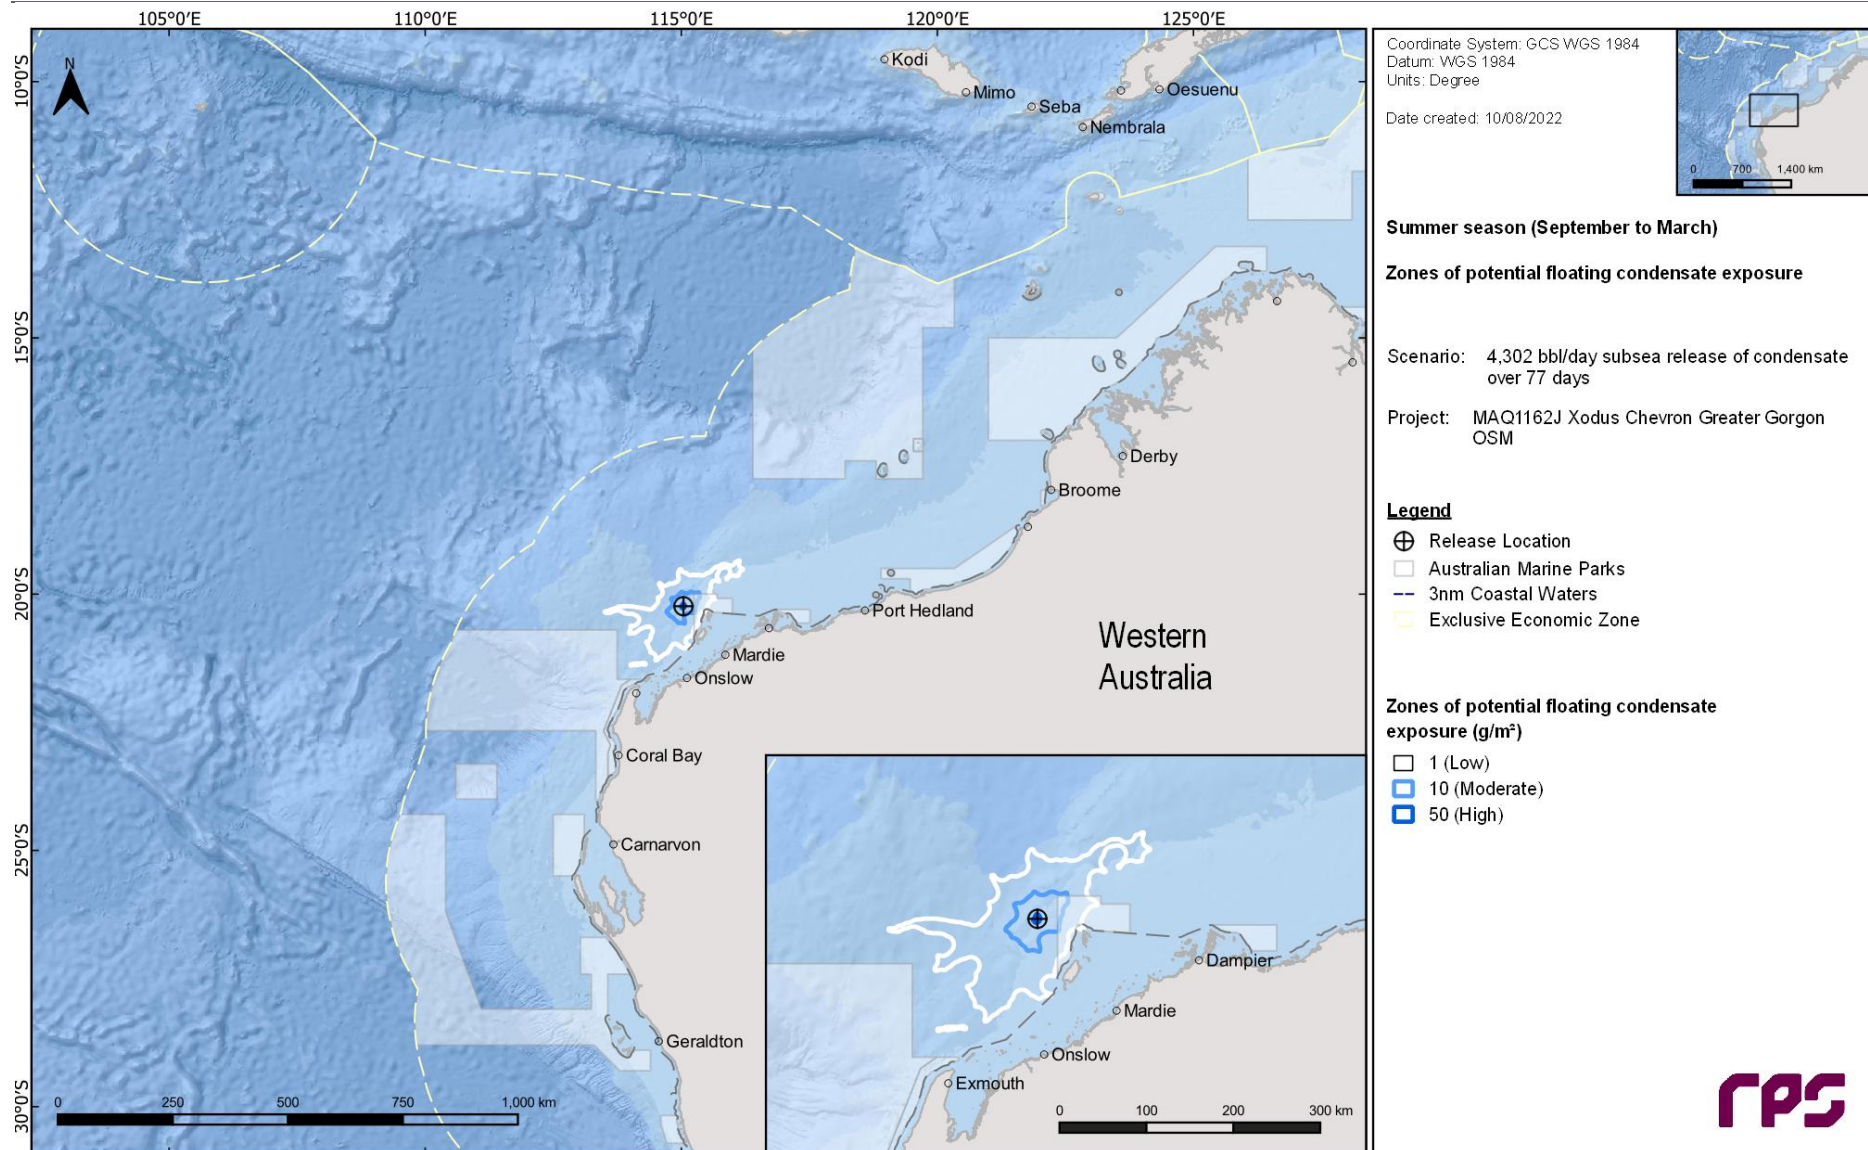 105°0'E 110°0'E 115°0'E 120°0'E 125°0'E
10°0'S
15°0'S
20°0'S
25°0'S
30°0'S
N
Kodi
Mimo
Seba
Oesuenu
Nembrala
Derby
Broome
Port Hedland
Mardie
Onslow
Western
Australia
Coral Bay
Carnarvon
Geraldton
0 250 500 750 1,000 km
Dampier
Mardie
Onslow
Exmouth
0 100 200 300 km
Coordinate System: GCS WGS 1984
Datum: WGS 1984
Units: Degree
Date created: 10/08/2022
0 700 1,400 km
Summer season (September to March)
Zones of potential floating condensate exposure
Scenario: 4,302 bbl/day subsea release of condensate
over 77 days
Project: MAQ1162J Xodus Chevron Greater Gorgon
OSM
Legend
Release Location
Australian Marine Parks
3nm Coastal Waters
Exclusive Economic Zone
Zones of potential floating condensate
exposure (g/m²)
1 (Low)
10 (Moderate)
50 (High)
rps